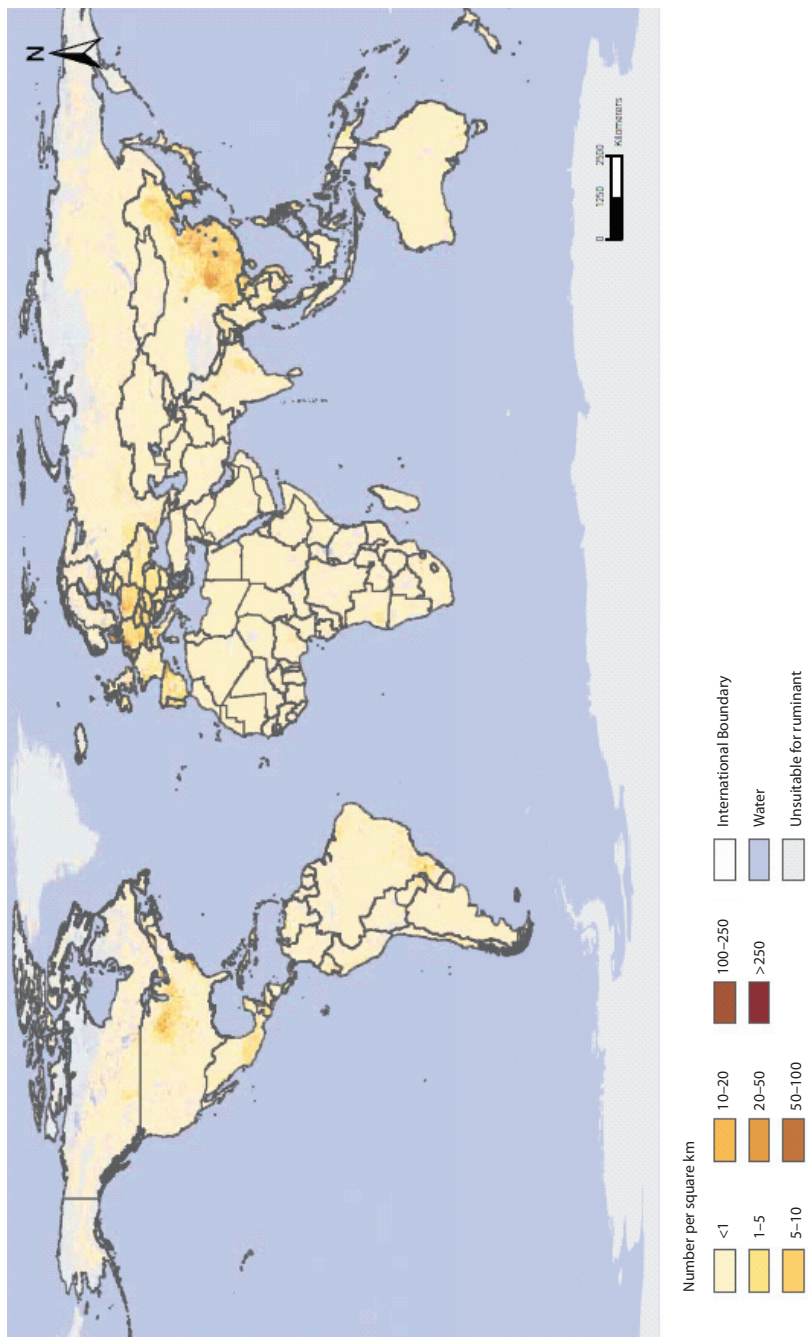 N
0 1250 2500
Kilometers
Number per square km
<1
1–5
5–10
10–20
20–50
50–100
100–250
>250
International Boundary
Water
Unsuitable for ruminant